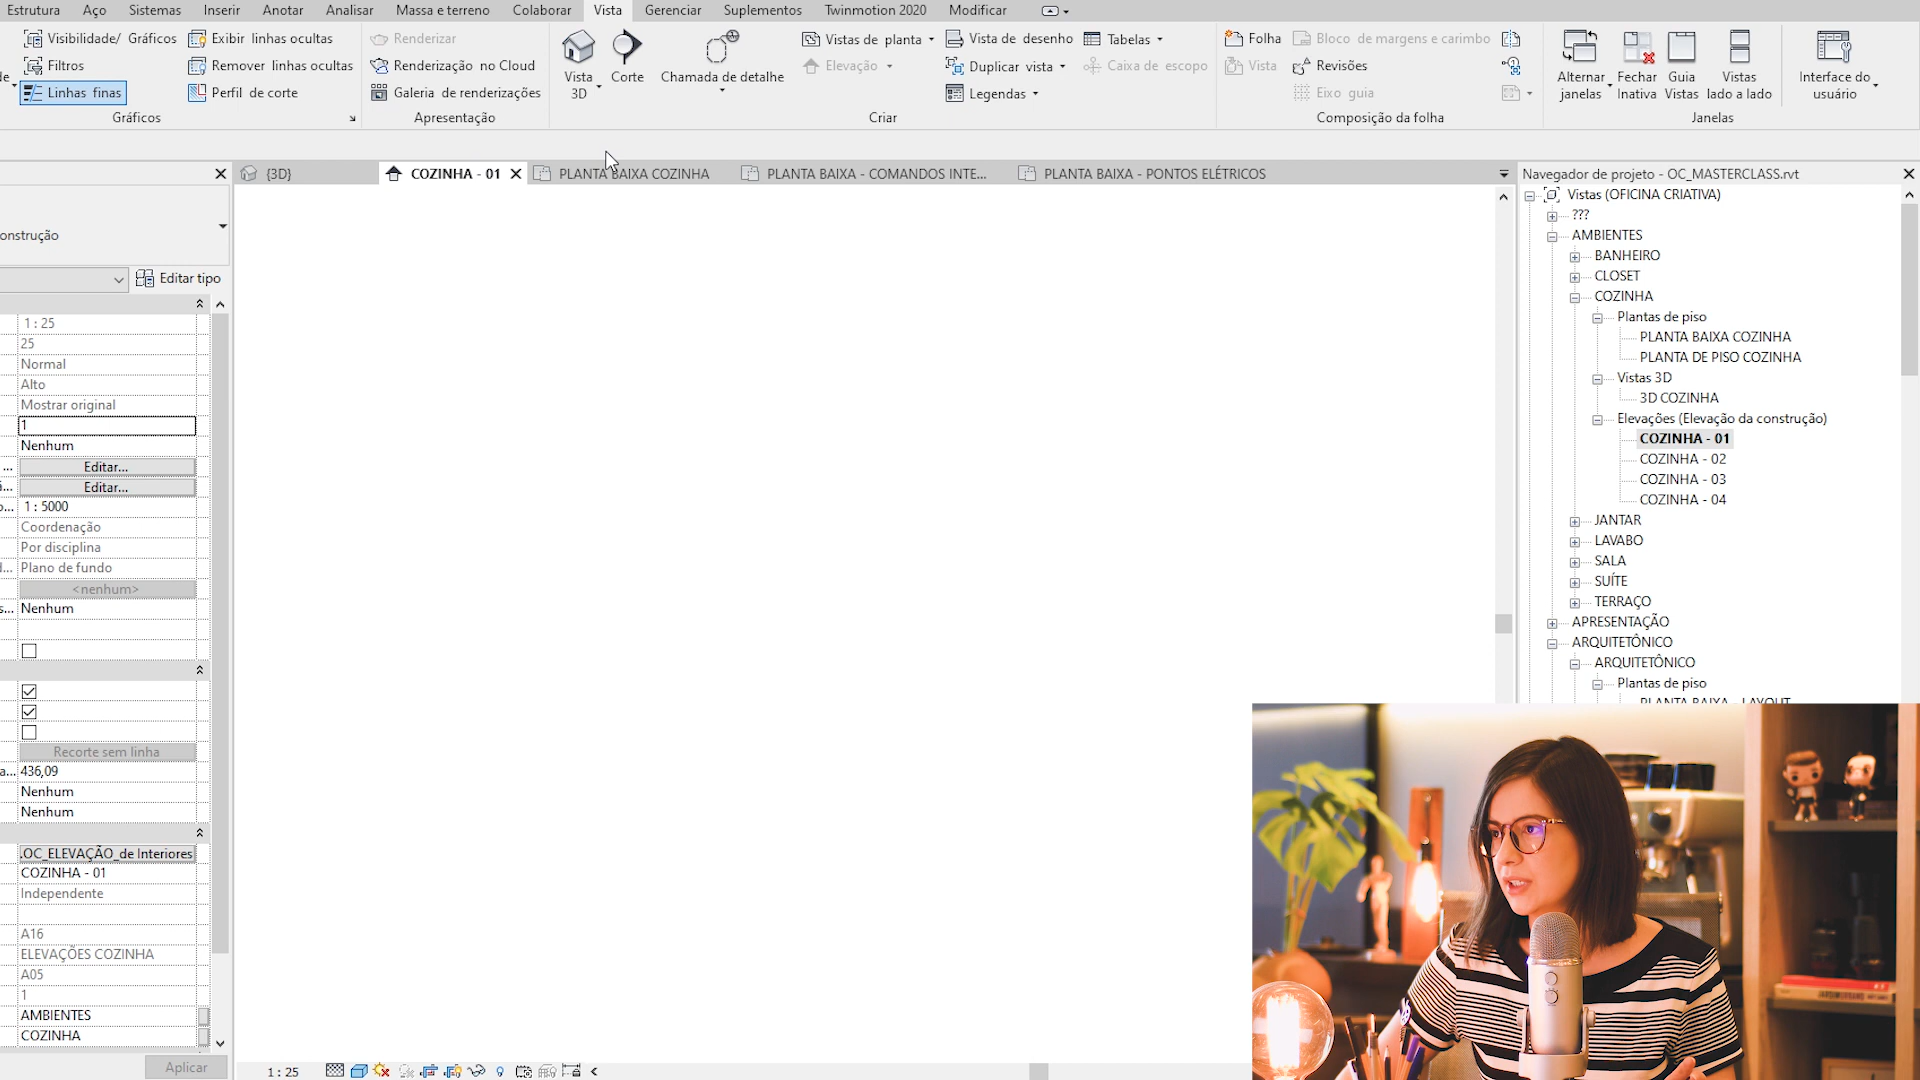 Estrutura Aço Sistemas Inserir Anotar Analisar Massa e terreno Colaborar Vista Gerenciar Suplementos Twinmotion 2020 Modificar
Visibilidade/ Gráficos
Filtros
Linhas finas
Exibir linhas ocultas
Remover linhas ocultas
Perfil de corte
Gráficos
Renderizar
Renderização no Cloud
Galeria de renderizações
Apresentação
Vista 3D
Corte
Chamada de detalhe
Vistas de planta
Elevação
Vista de desenho
Duplicar vista
Legendas
Tabelas
Caixa de escopo
Criar
Folha
Vista
Bloco de margens e carimbo
Revisões
Eixo guia
Composição da folha
Alternar janelas
Fechar Inativa
Guia Vistas
Vistas lado a lado
Janelas
Interface do usuário
{3D}
COZINHA - 01
PLANTA BAIXA COZINHA
PLANTA BAIXA - COMANDOS INTE...
PLANTA BAIXA - PONTOS ELÉTRICOS
onstrução
Editar tipo
1 : 25
25
Normal
Alto
Mostrar original
1
Nenhum
Editar...
Editar...
1 : 5000
Coordenação
Por disciplina
Plano de fundo
<nenhum>
Nenhum
Recorte sem linha
436,09
Nenhum
Nenhum
.OC_ELEVAÇÃO_de Interiores
COZINHA - 01
Independente
A16
ELEVAÇÕES COZINHA
A05
1
AMBIENTES
COZINHA
Aplicar
1 : 25
Navegador de projeto - OC_MASTERCLASS.rvt
Vistas (OFICINA CRIATIVA)
???
AMBIENTES
BANHEIRO
CLOSET
COZINHA
Plantas de piso
PLANTA BAIXA COZINHA
PLANTA DE PISO COZINHA
Vistas 3D
3D COZINHA
Elevações (Elevação da construção)
COZINHA - 01
COZINHA - 02
COZINHA - 03
COZINHA - 04
JANTAR
LAVABO
SALA
SUÍTE
TERRAÇO
APRESENTAÇÃO
ARQUITETÔNICO
ARQUITETÔNICO
Plantas de piso
PLANTA BAIXA - LAYOUT